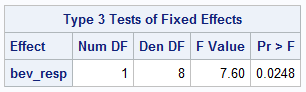 Type 3 Tests of Fixed Effects
Effect Num DF Den DF F Value Pr > F
bev_resp 1 8 7.60 0.0248